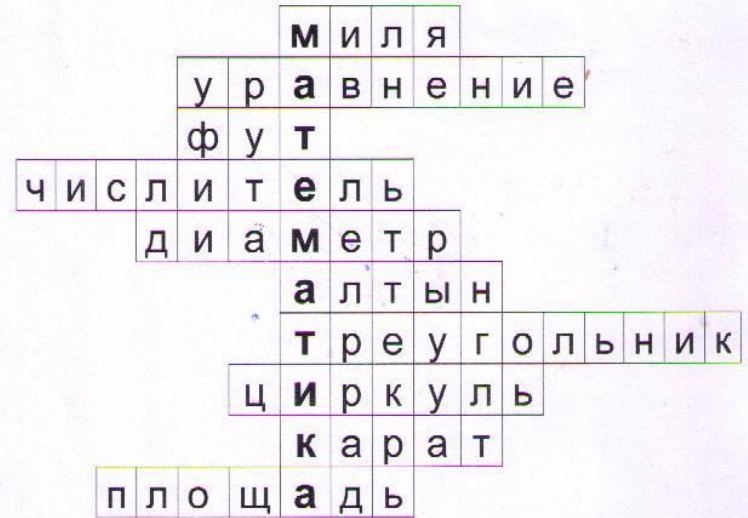 миля
уравнение
фут
числитель
диаметр
алтын
треугольник
циркуль
карат
площадь